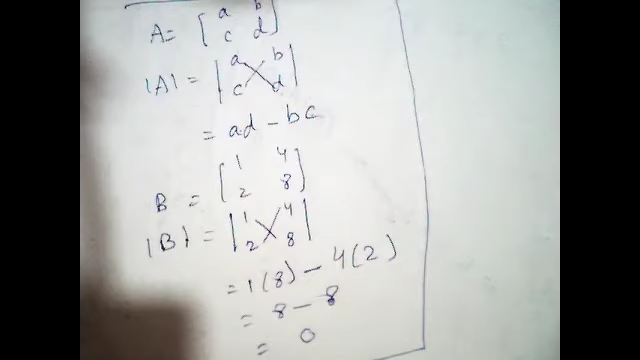 A = [a b
c d]
|A| = |a b
c d|
= ad - bc
B = [1 4
2 8]
|B| = |1 4
2 8|
= 1(8) - 4(2)
= 8 - 8
= 0